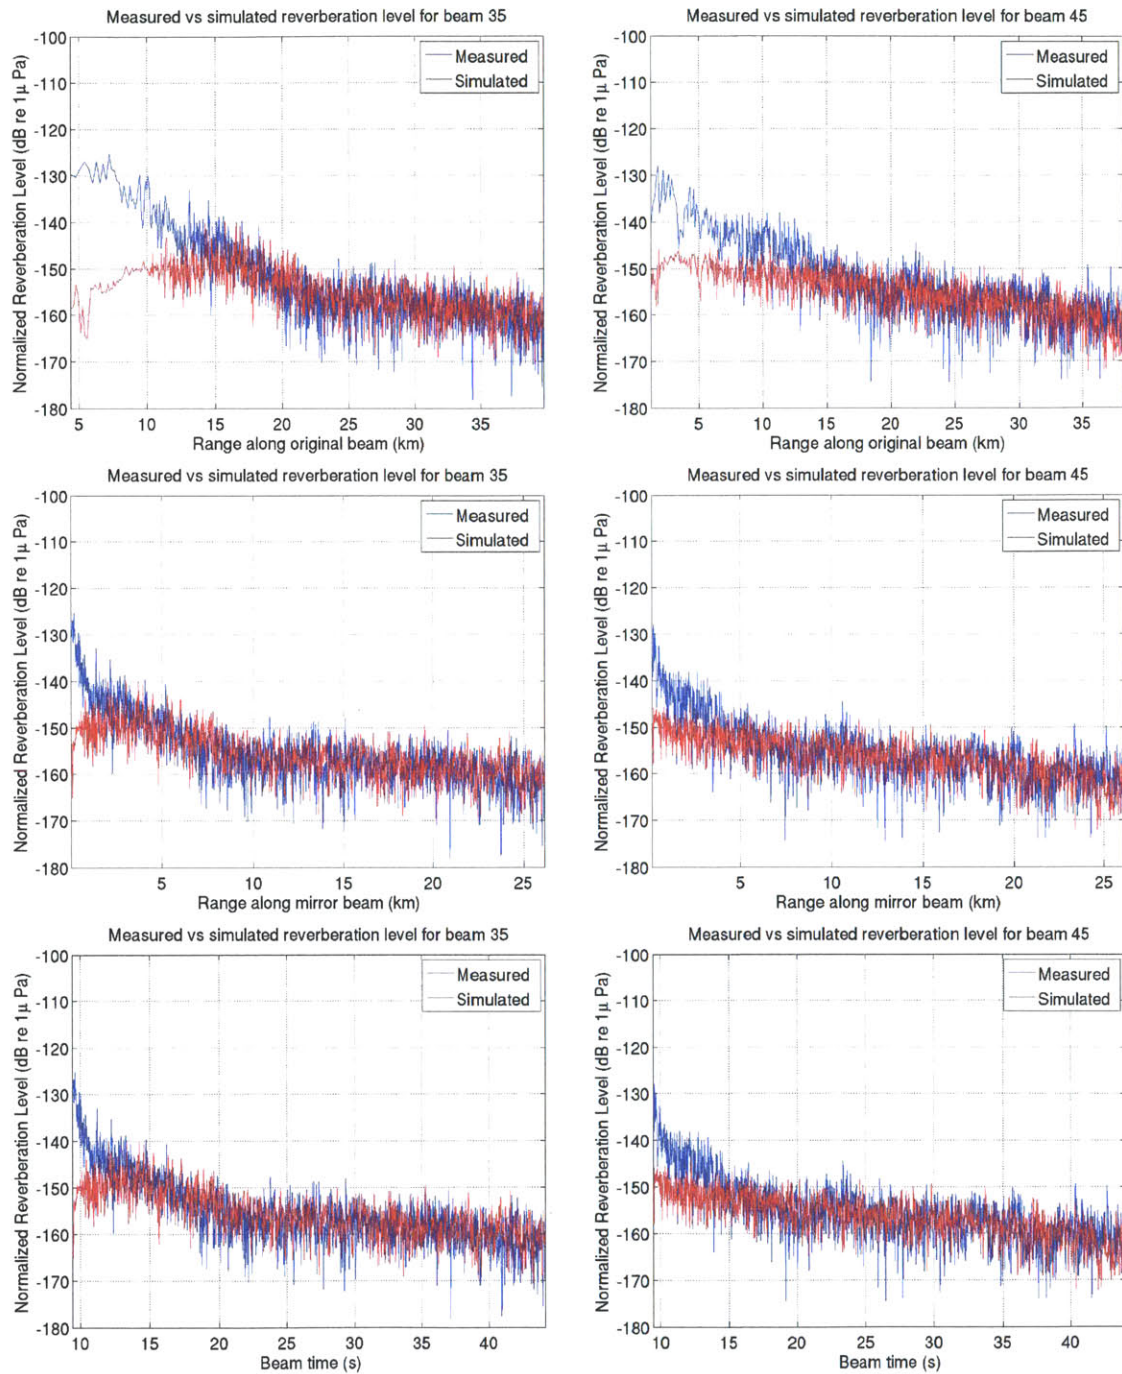 Measured vs simulated reverberation level for beam 35
Normalized Reverberation Level (dB re 1μ Pa)
-100
-110
-120
-130
-140
-150
-160
-170
-180
Measured
Simulated
5 10 15 20 25 30 35
Range along original beam (km)
Measured vs simulated reverberation level for beam 45
Normalized Reverberation Level (dB re 1μ Pa)
-100
-110
-120
-130
-140
-150
-160
-170
-180
Measured
Simulated
5 10 15 20 25 30 35
Range along original beam (km)
Measured vs simulated reverberation level for beam 35
Normalized Reverberation Level (dB re 1μ Pa)
-100
-110
-120
-130
-140
-150
-160
-170
-180
Measured
Simulated
5 10 15 20 25
Range along mirror beam (km)
Measured vs simulated reverberation level for beam 45
Normalized Reverberation Level (dB re 1μ Pa)
-100
-110
-120
-130
-140
-150
-160
-170
-180
Measured
Simulated
5 10 15 20 25
Range along mirror beam (km)
Measured vs simulated reverberation level for beam 35
Normalized Reverberation Level (dB re 1μ Pa)
-100
-110
-120
-130
-140
-150
-160
-170
-180
Measured
Simulated
10 15 20 25 30 35 40
Beam time (s)
Measured vs simulated reverberation level for beam 45
Normalized Reverberation Level (dB re 1μ Pa)
-100
-110
-120
-130
-140
-150
-160
-170
-180
Measured
Simulated
10 15 20 25 30 35 40
Beam time (s)